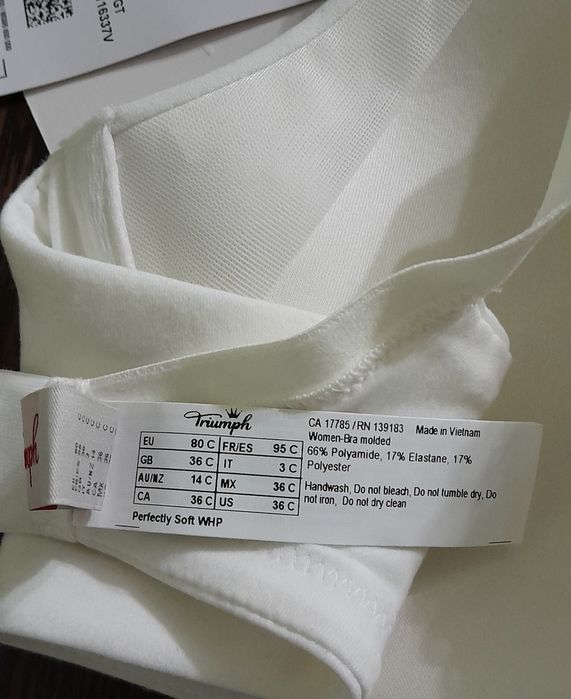 GT
16337V
Triumph
EU 80 C FR/ES 95 C
GB 36 C IT 3 C
AU/NZ 14 C MX 36 C
CA 36 C US 36 C
Perfectly Soft WHP
CA 17785 / RN 139183 Made in Vietnam
Women-Bra molded
66% Polyamide, 17% Elastane, 17%
Polyester
Handwash, Do not bleach, Do not tumble dry, Do
not iron, Do not dry clean